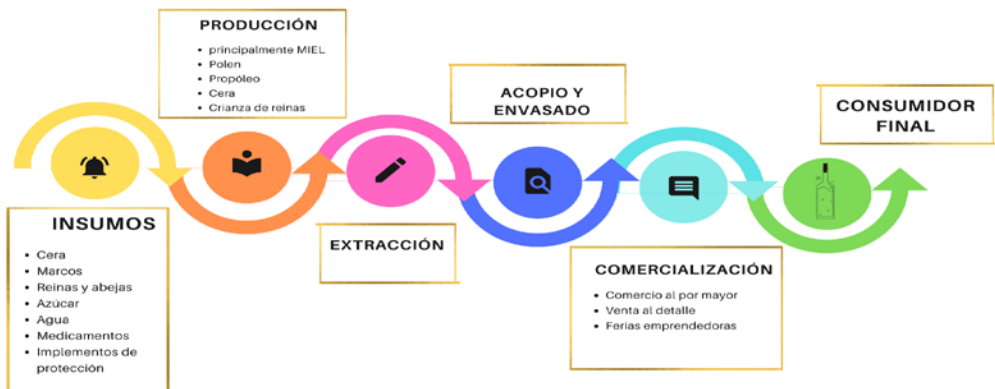 INSUMOS
• Cera
• Marcos
• Reinas y abejas
• Azúcar
• Agua
• Medicamentos
• Implementos de
protección
PRODUCCIÓN
• principalmente MIEL
• Polen
• Propóleo
• Cera
• Crianza de reinas
EXTRACCIÓN
ACOPIO Y
ENVASADO
COMERCIALIZACIÓN
• Comercio al por mayor
• Venta al detalle
• Ferias emprendedoras
CONSUMIDOR
FINAL